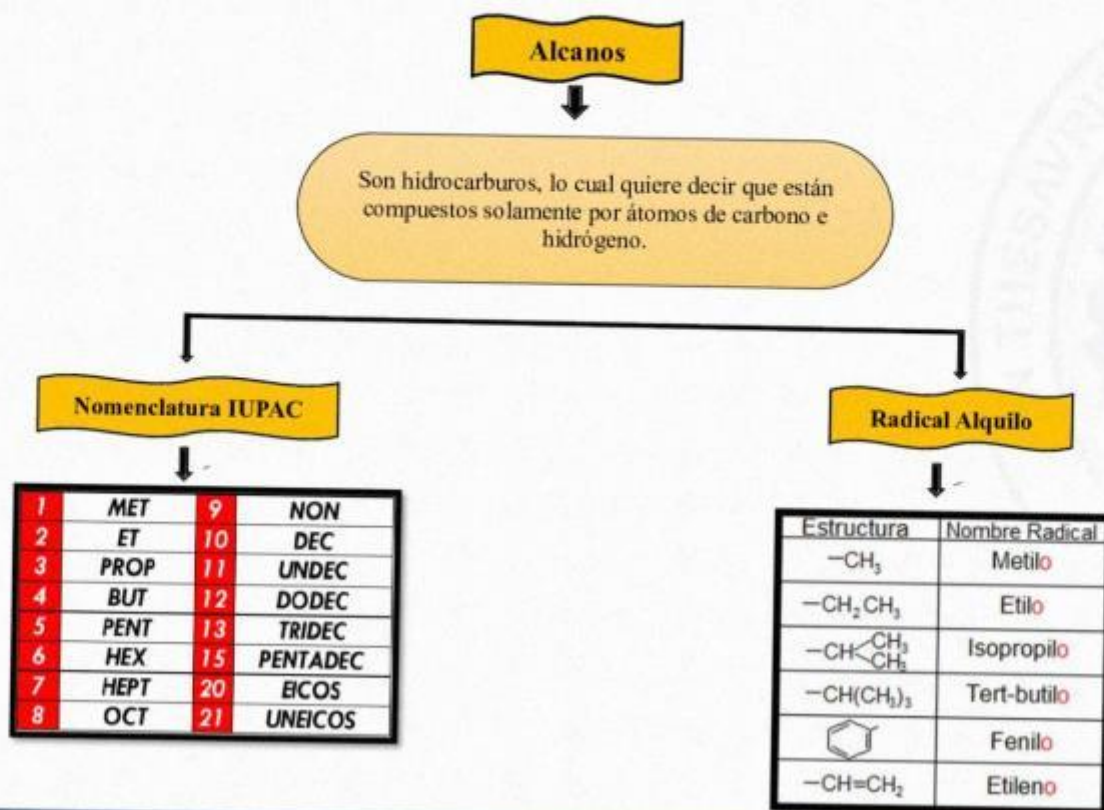 Alcanos
Son hidrocarburos, lo cual quiere decir que están
compuestos solamente por átomos de carbono e
hidrógeno.
Nomenclatura IUPAC
Radical Alquilo
1 MET 9 NON
2 ET 10 DEC
3 PROP 11 UNDEC
4 BUT 12 DODEC
5 PENT 13 TRIDEC
6 HEX 15 PENTADEC
7 HEPT 20 EICOS
8 OCT 21 UNEICOS
Estructura Nombre Radical
—CH₃ Metilo
—CH₂CH₃ Etilo
—CH<CH₃ CH₃ Isopropilo
—CH(CH₃)₃ Tert-butilo
Fenilo
—CH=CH₂ Etileno